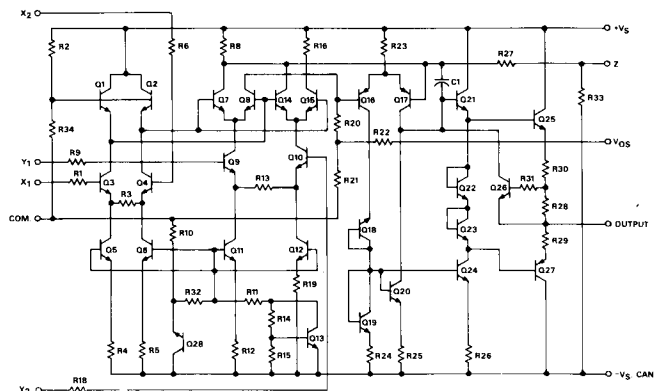 X2
+VS
R2
R6
R8
R16
R23
R27
Z
C1
Q1
Q2
Q7
Q8
Q14
Q15
Q16
Q17
Q21
R33
Q25
R34
R20
R22
VOS
Y1
R9
Q9
Q10
R30
X1
R1
Q3
Q4
R3
R13
R21
Q22
Q26
R31
R28
COM.
OUTPUT
R10
Q18
Q23
R29
Q5
Q6
Q11
Q12
Q24
Q27
R19
Q20
R32
R11
R14
Q19
Q13
Q28
R4
R5
R12
R15
R24
R25
R26
-VS, CAN
R18